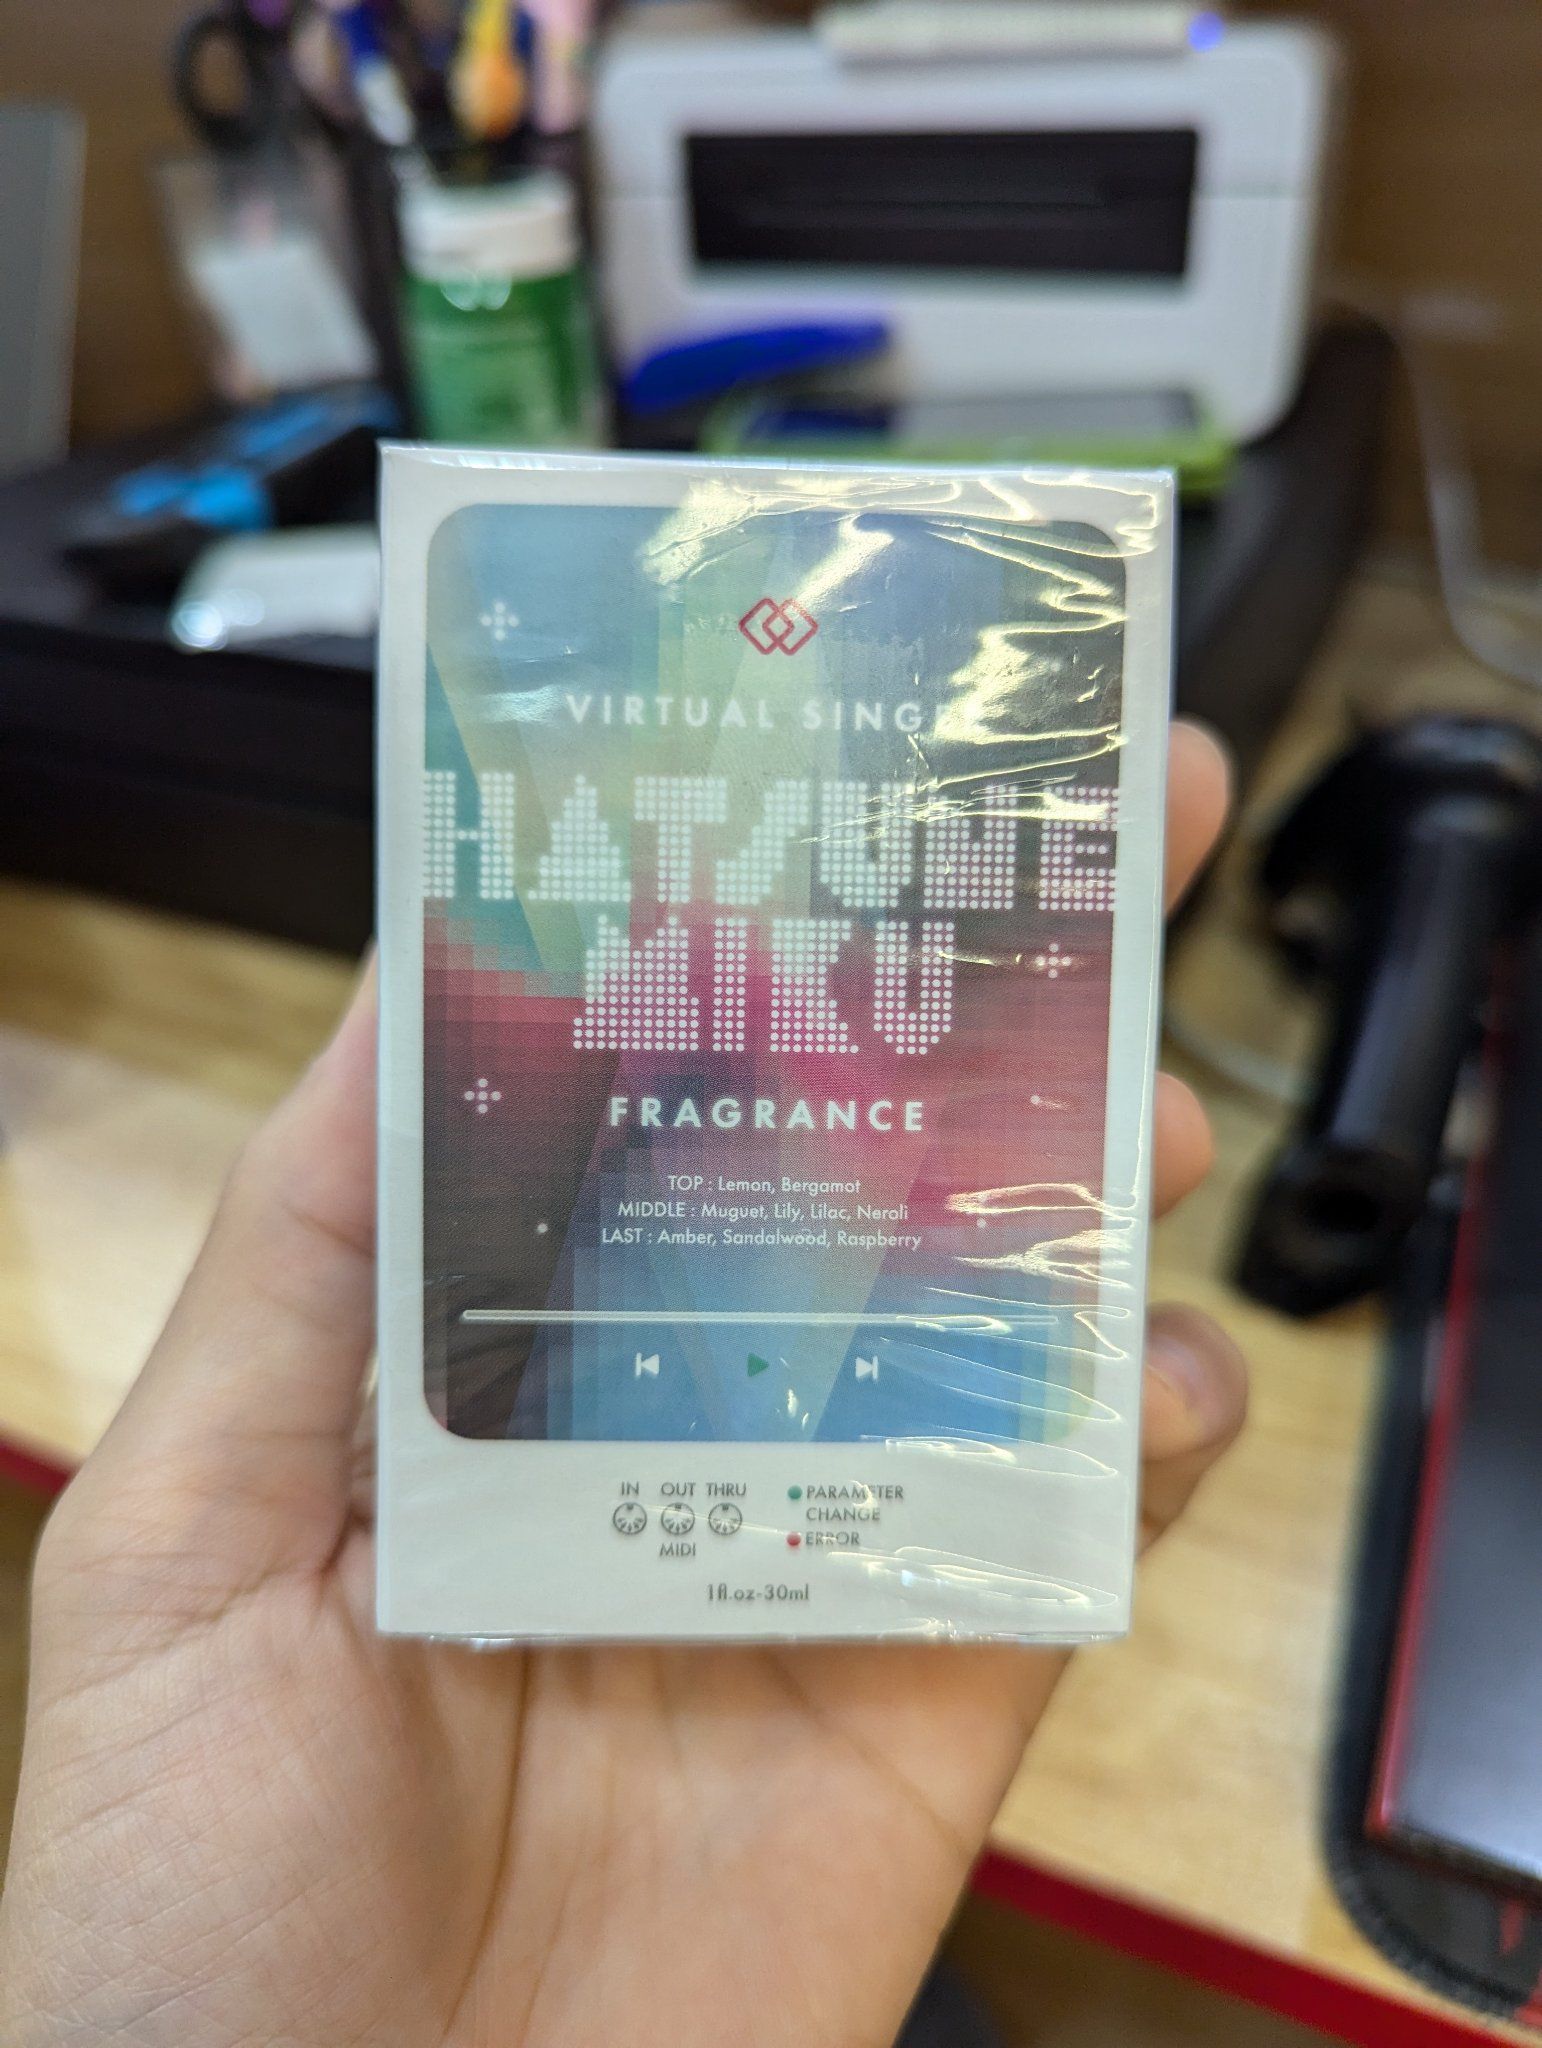 VIRTUAL SINGE
HATSUNE
MIKU
FRAGRANCE
TOP : Lemon, Bergamot
MIDDLE : Muguet, Lily, Lilac, Neroli
LAST : Amber, Sandalwood, Raspberry
IN OUT THRU
MIDI
PARAMETER
CHANGE
ERROR
1fl.oz-30ml